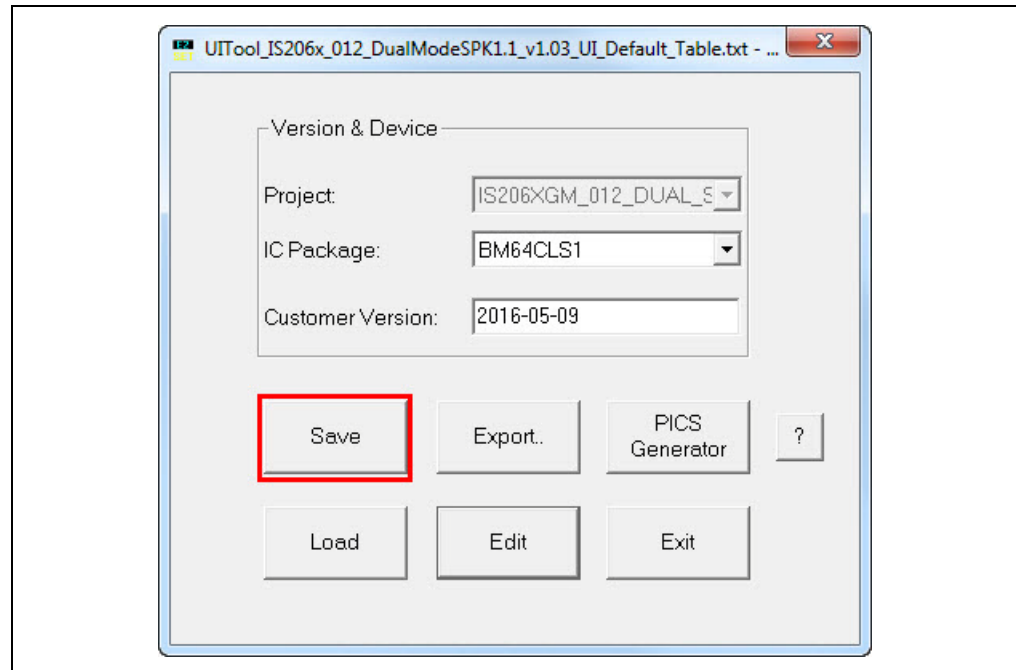 UITool_IS206x_012_DualModeSPK1.1_v1.03_UI_Default_Table.txt - ...
Version & Device
Project:
IS206XGM_012_DUAL_S
IC Package:
BM64CLS1
Customer Version:
2016-05-09
Save
Export..
PICS
Generator
?
Load
Edit
Exit